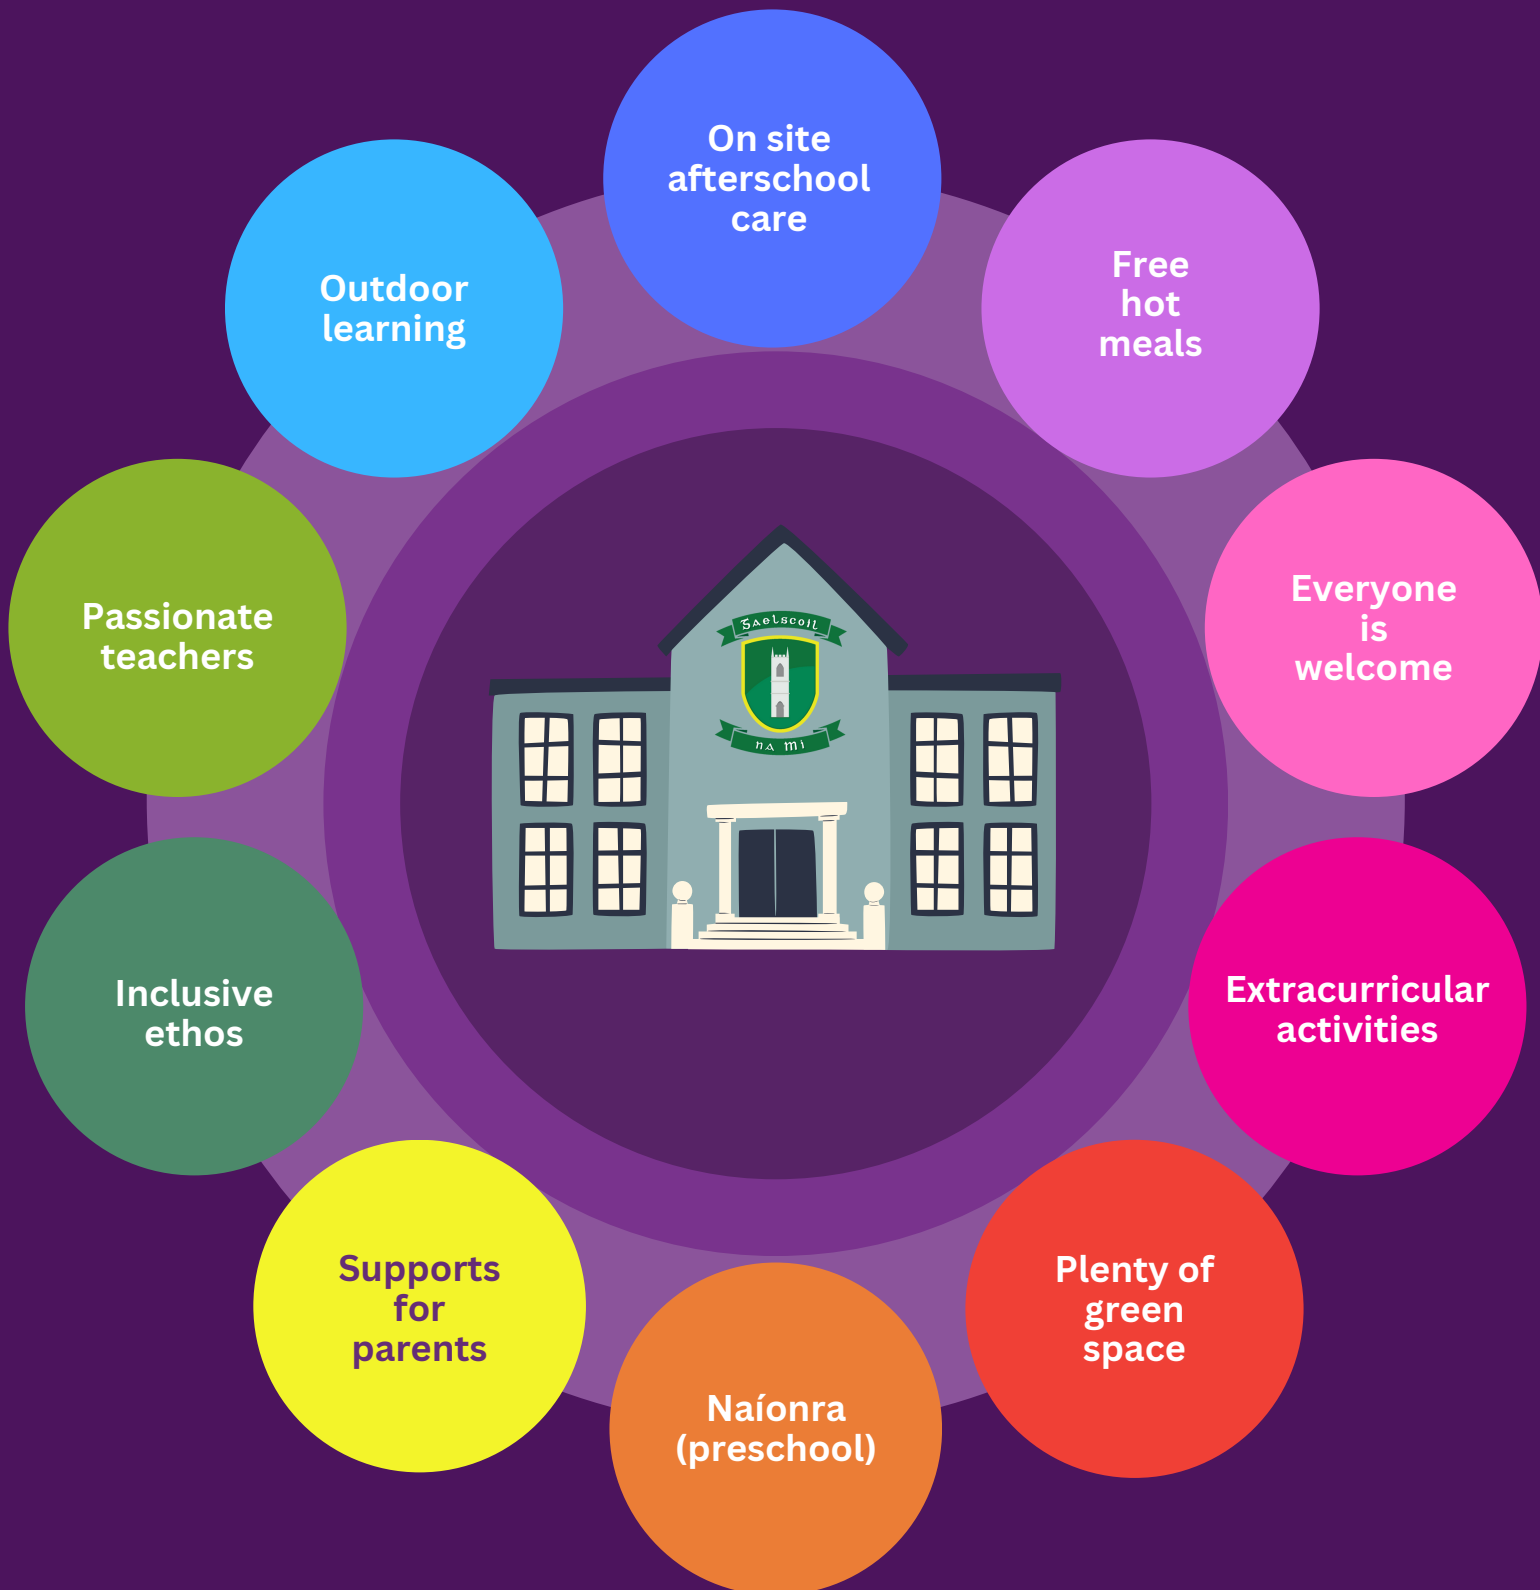 On site
afterschool
care
Free
hot
meals
Everyone
is
welcome
Extracurricular
activities
Plenty of
green
space
Naíonra
(preschool)
Supports
for
parents
Inclusive
ethos
Passionate
teachers
Outdoor
learning
Gaelscoil
na Mí